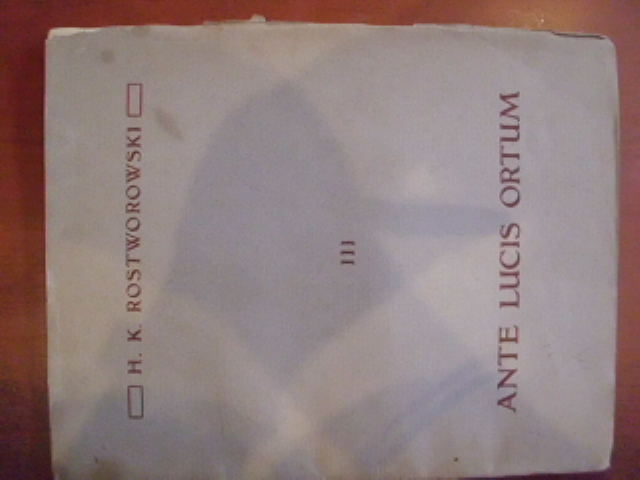 H. K. ROSTWOROWSKI
III
ANTE LUCIS ORTUM